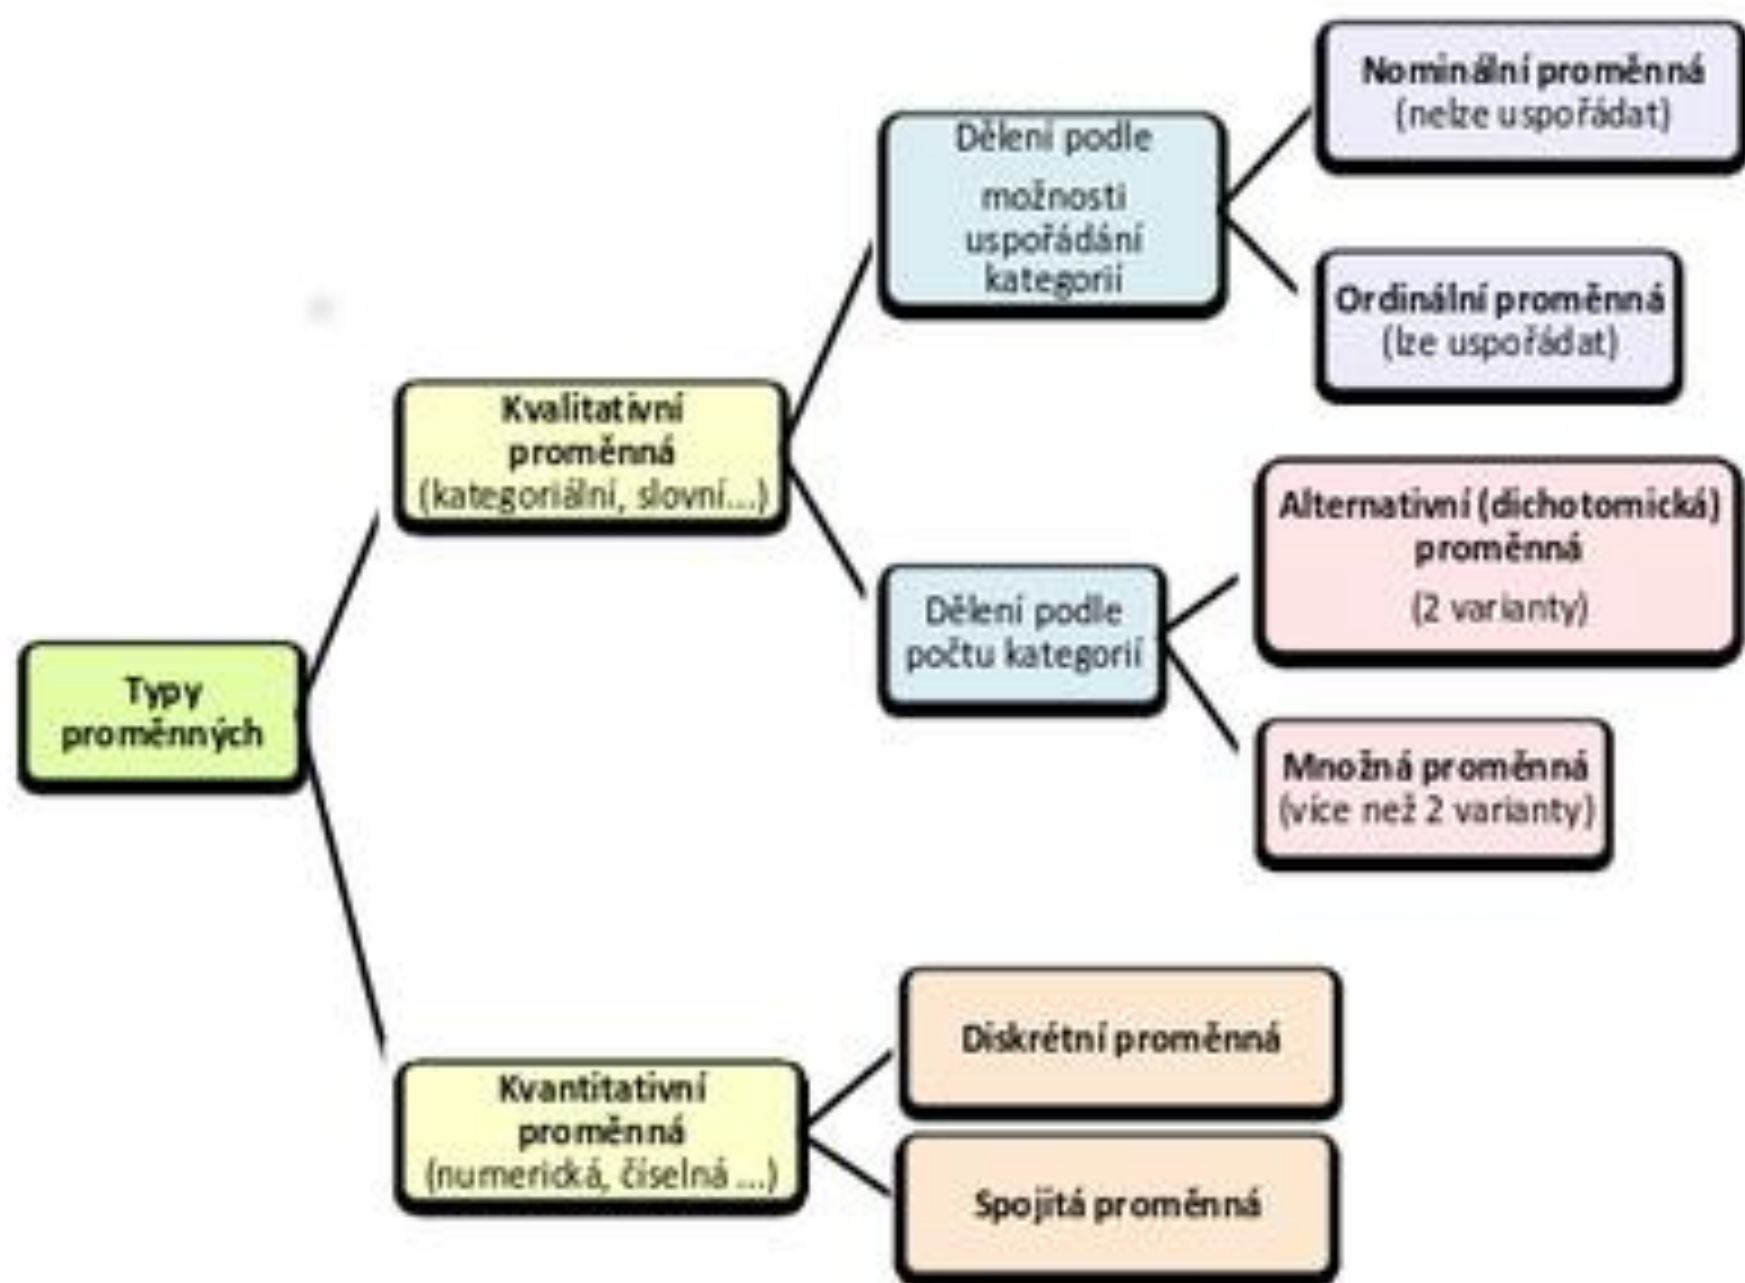 Typy
proměnných
Kvalitativní
proměnná
(kategoriální, slovní...)
Dělení podle
možnosti
uspořádání
kategorií
Nominální proměnná
(nelze uspořádat)
Ordinální proměnná
(lze uspořádat)
Dělení podle
počtu kategorií
Alternativní (dichotomická)
proměnná
(2 varianty)
Množná proměnná
(více než 2 varianty)
Kvantitativní
proměnná
(numerická, číselná ...)
Diskrétní proměnná
Spojitá proměnná